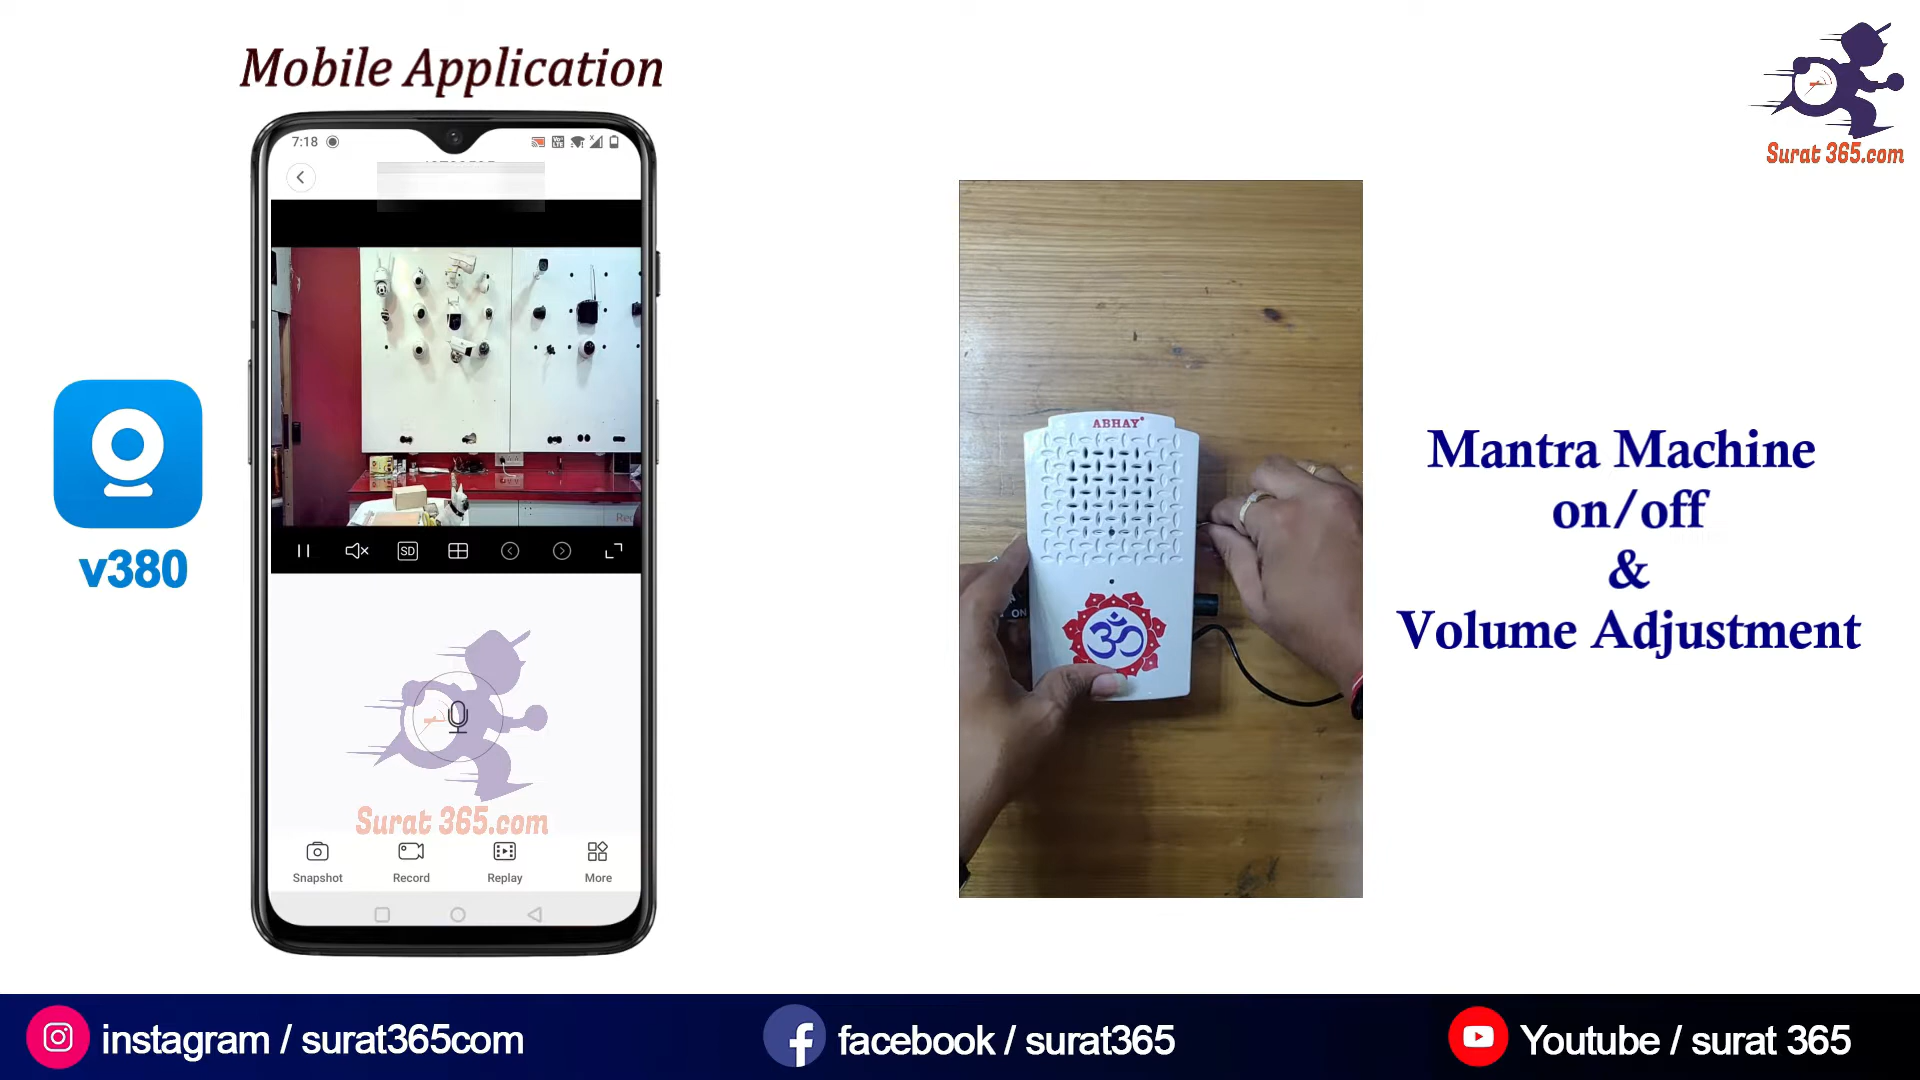 Mobile Application
Surat 365.com
7:18
v380
SD
Surat 365.com
Snapshot
Record
Replay
More
ABHAY
ON
ॐ
Mantra Machine
on/off
&
Volume Adjustment
instagram / surat365com
facebook / surat365
Youtube / surat 365